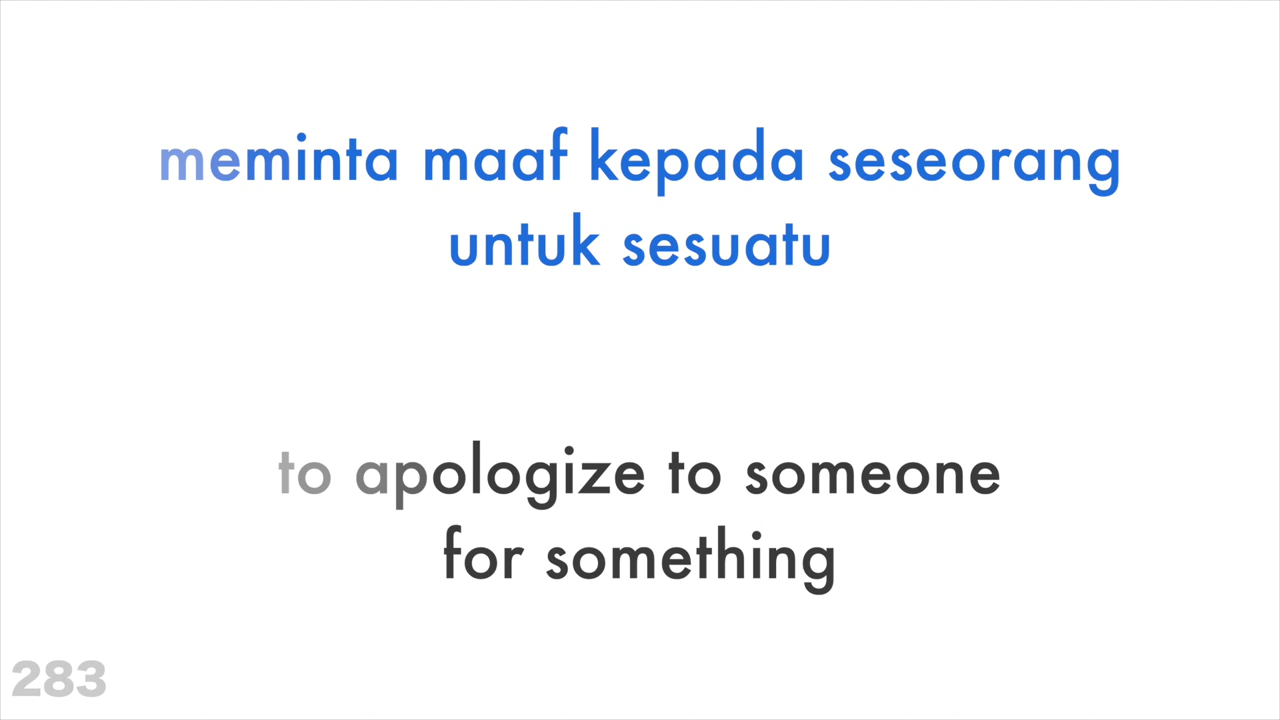 meminta maaf kepada seseorang
untuk sesuatu
to apologize to someone
for something
283